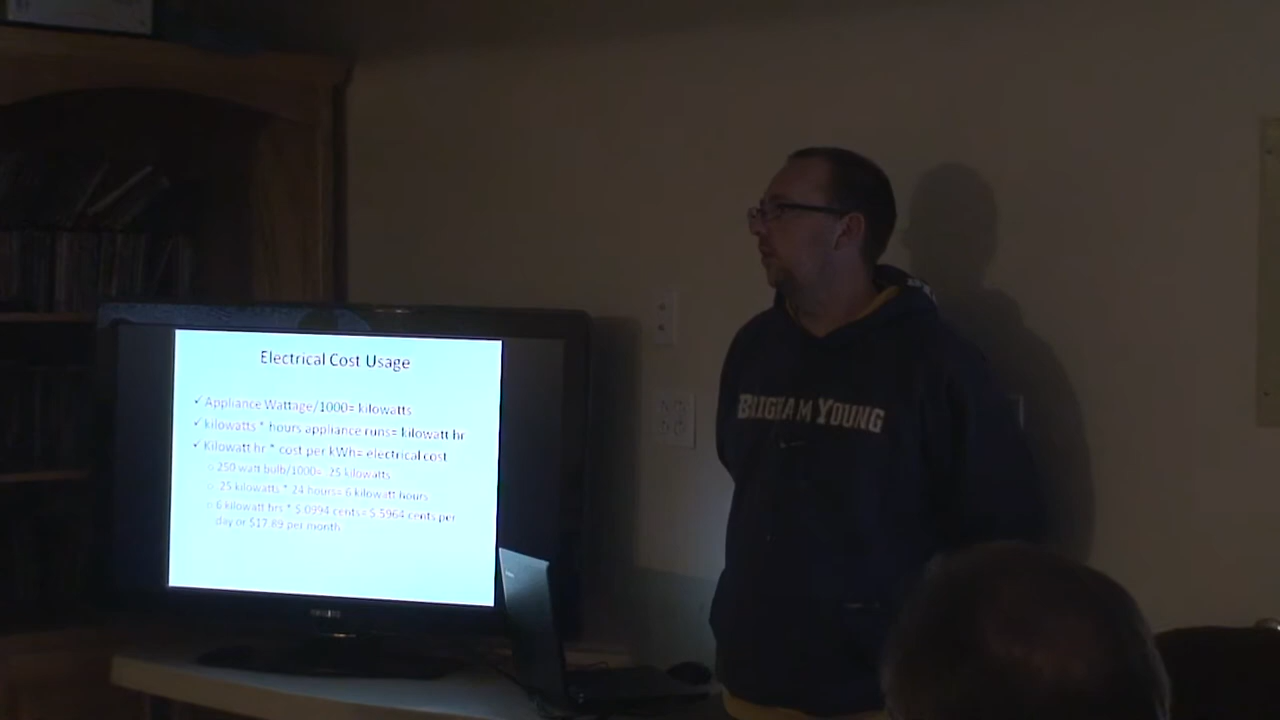 Electrical Cost Usage
✓ Appliance Wattage/1000= kilowatts
✓ kilowatts * hours appliance runs= kilowatt hr
✓ Kilowatt hr * cost per kWh= electrical cost
○ 250 watt bulb/1000= .25 kilowatts
○ .25 kilowatts * 24 hours= 6 kilowatt hours
○ 6 kilowatt hrs * $.0994 cents= $.5964 cents per
day or $17.89 per month
BRIGHAM YOUNG
PHILIPS